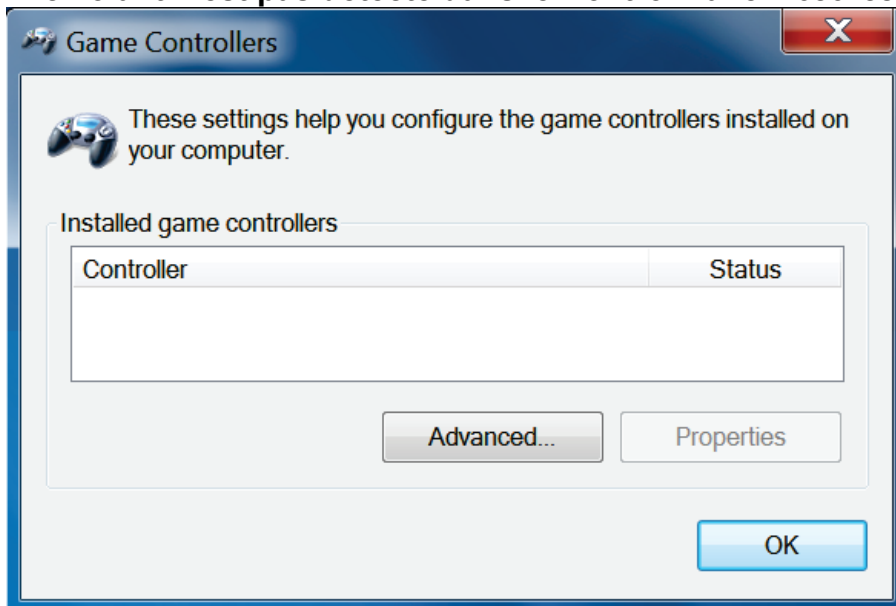 Game Controllers
These settings help you configure the game controllers installed on
your computer.
Installed game controllers
Controller Status
Advanced... Properties
OK